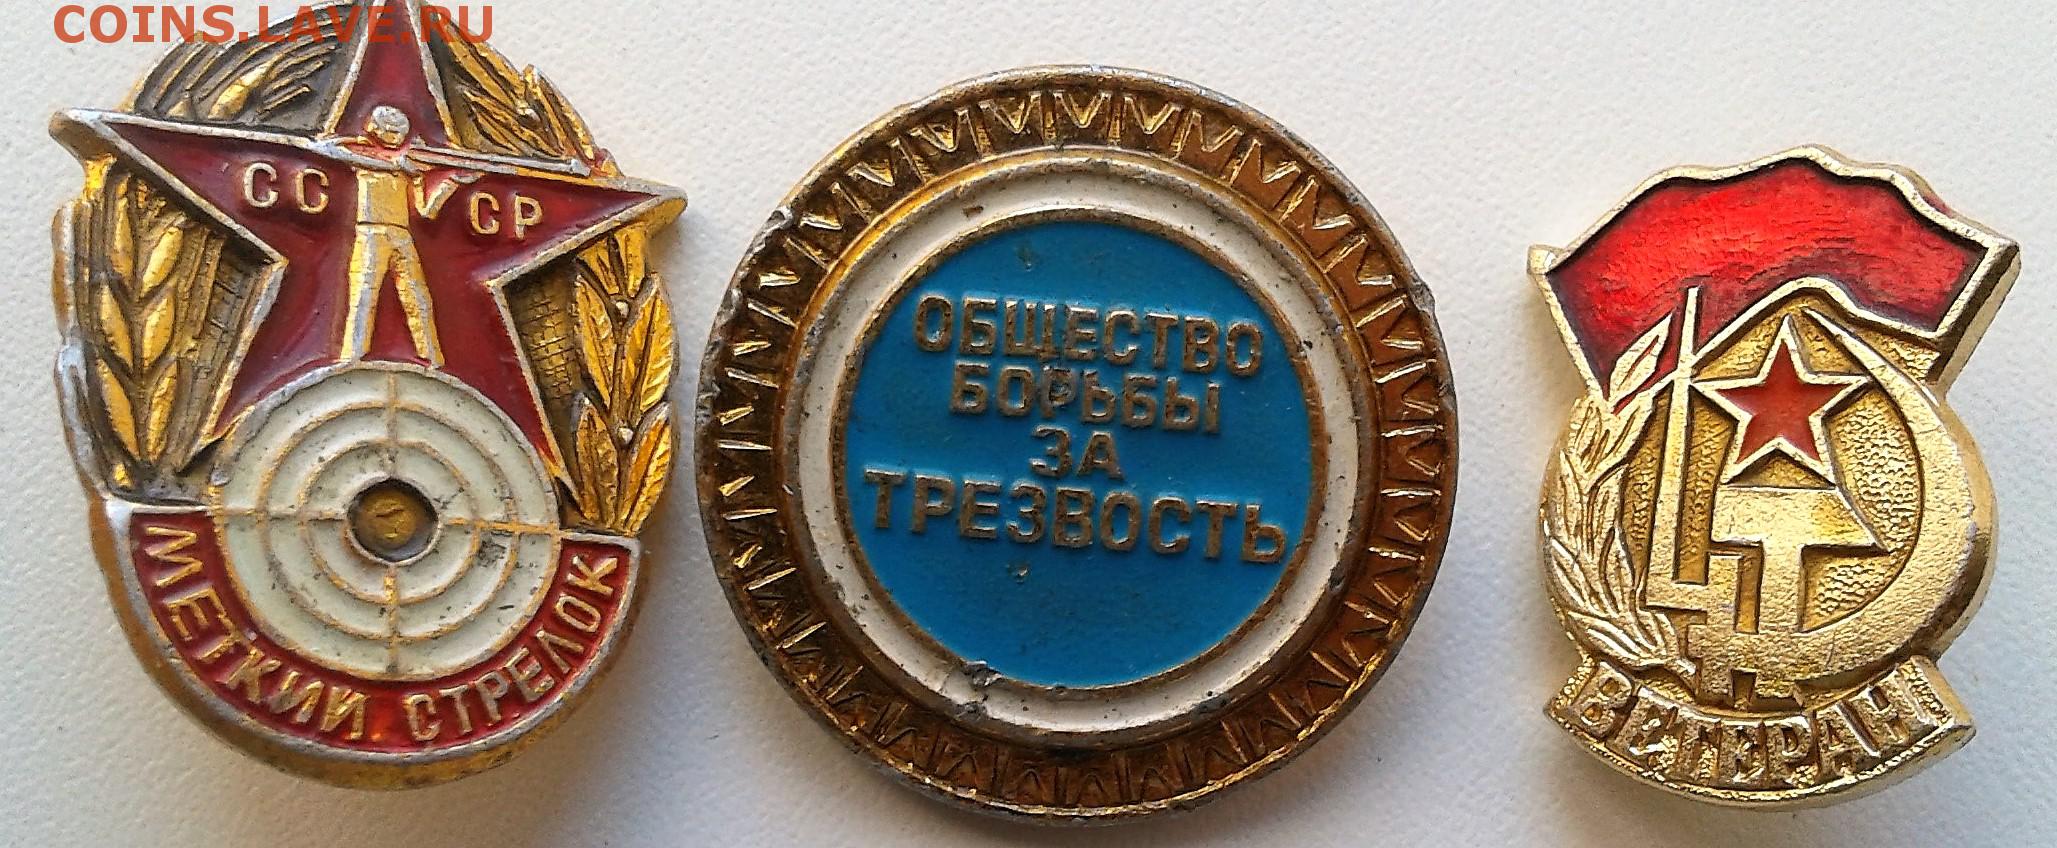 COINS.LAVE.RU
СС СР
МЕТКИЙ СТРЕЛОК
ОБЩЕСТВО
БОРЬБЫ
ЗА
ТРЕЗВОСТЬ
ВЕТЕРАН